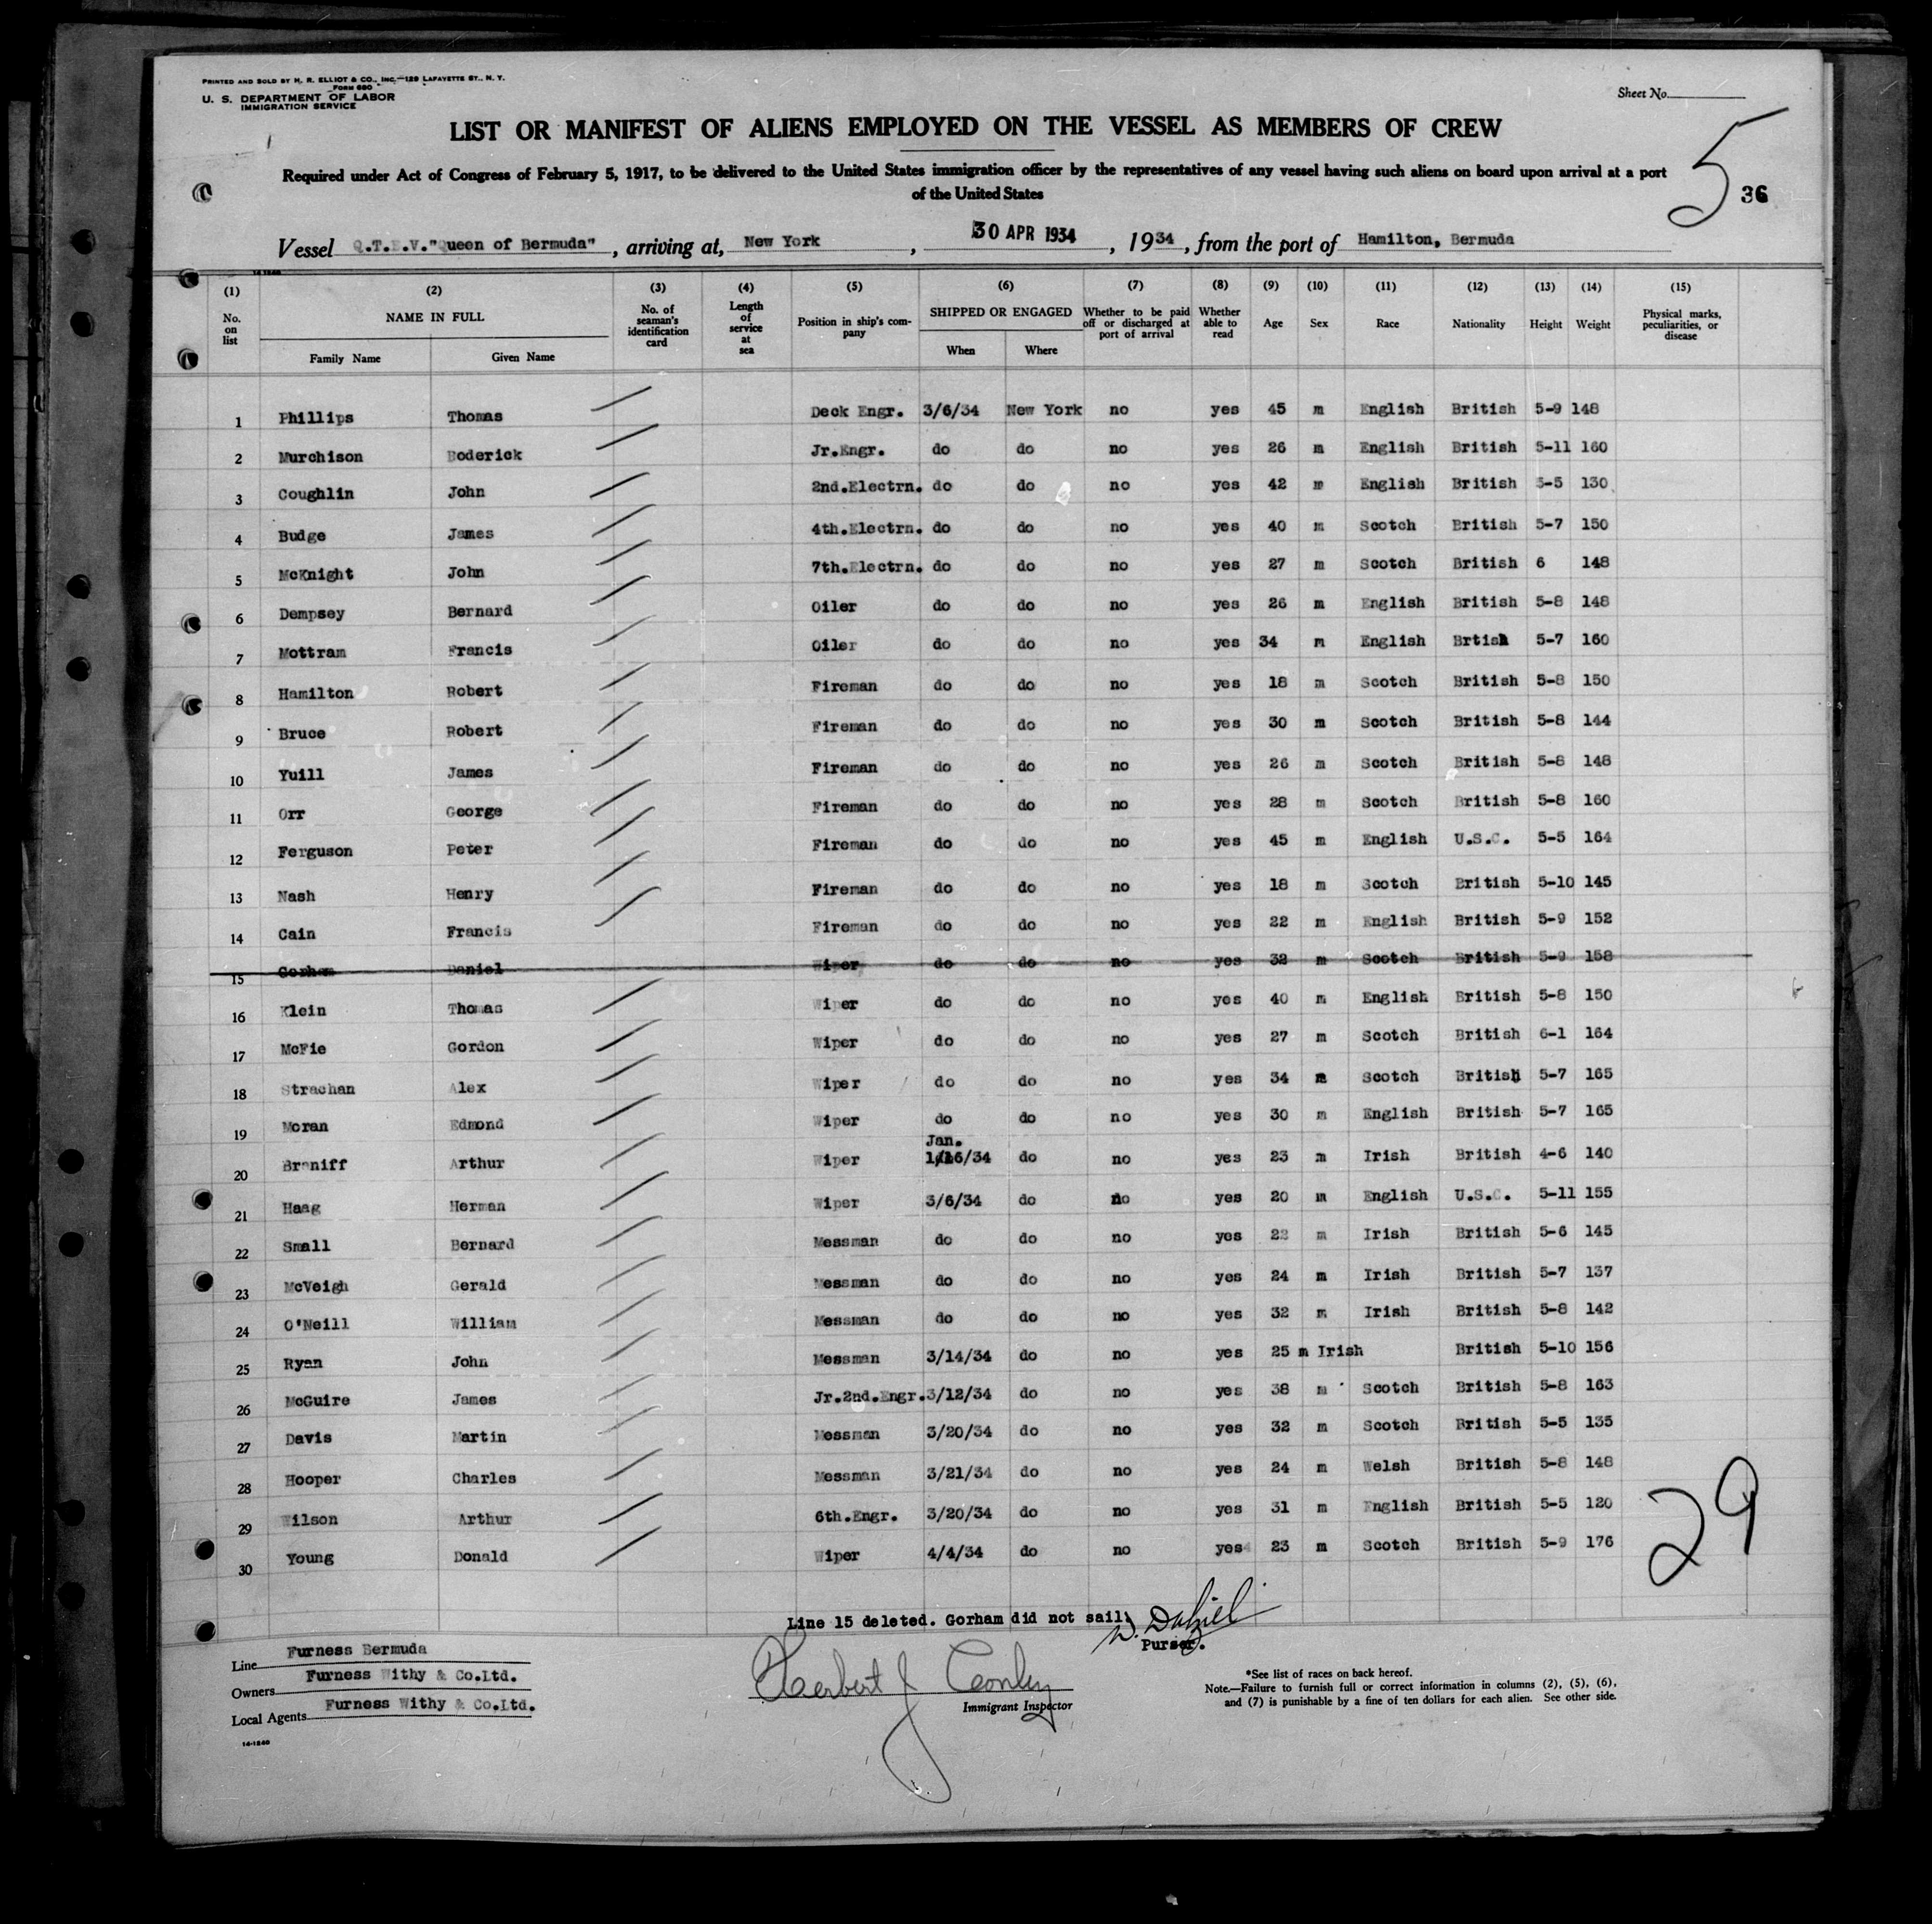 PRINTED AND SOLD BY H. R. ELLIOT & CO., INC.—129 LAFAYETTE ST., N. Y.
FORM 680
U. S. DEPARTMENT OF LABOR
IMMIGRATION SERVICE
Sheet No.
LIST OR MANIFEST OF ALIENS EMPLOYED ON THE VESSEL AS MEMBERS OF CREW
5
Required under Act of Congress of February 5, 1917, to be delivered to the United States immigration officer by the representatives of any vessel having such aliens on board upon arrival at a port
of the United States
36
Vessel Q.T.E.V."Queen of Bermuda", arriving at, New York, 30 APR 1934, 1934, from the port of Hamilton, Bermuda
14-1240
(1) (2) (3) (4) (5) (6) (7) (8) (9) (10) (11) (12) (13) (14) (15)
No. on list NAME IN FULL Family Name Given Name No. of seaman's identification card Length of service at sea Position in ship's company SHIPPED OR ENGAGED When Where Whether to be paid off or discharged at port of arrival Whether able to read Age Sex Race Nationality Height Weight Physical marks, peculiarities, or disease
1 Phillips Thomas Deck Engr. 3/6/34 New York no yes 45 m English British 5-9 148
2 Murchison Roderick Jr.Engr. do do no yes 26 m English British 5-11 160
3 Coughlin John 2nd.Electrn. do do no yes 42 m English British 5-5 130
4 Budge James 4th.Electrn. do do no yes 40 m Scotch British 5-7 150
5 McKnight John 7th.Electrn. do do no yes 27 m Scotch British 6 148
6 Dempsey Bernard Oiler do do no yes 26 m English British 5-8 148
7 Mottram Francis Oiler do do no yes 34 m English Brtish 5-7 160
8 Hamilton Robert Fireman do do no yes 18 m Scotch British 5-8 150
9 Bruce Robert Fireman do do no yes 30 m Scotch British 5-8 144
10 Yuill James Fireman do do no yes 26 m Scotch British 5-8 148
11 Orr George Fireman do do no yes 28 m Scotch British 5-8 160
12 Ferguson Peter Fireman do do no yes 45 m English U.S.C. 5-5 164
13 Nash Henry Fireman do do no yes 18 m Scotch British 5-10 145
14 Cain Francis Fireman do do no yes 22 m English British 5-9 152
15 Gorham Daniel Wiper do do no yes 32 m Scotch British 5-9 158
16 Klein Thomas Wiper do do no yes 40 m English British 5-8 150
17 McFie Gordon Wiper do do no yes 27 m Scotch British 6-1 164
18 Strachan Alex Wiper do do no yes 34 m Scotch British 5-7 165
19 Moran Edmond Wiper do do no yes 30 m English British 5-7 165
Jan.
20 Braniff Arthur Wiper 16/34 do no yes 23 m Irish British 4-6 140
21 Haag Herman Wiper 3/6/34 do no yes 20 m English U.S.C. 5-11 155
22 Small Bernard Messman do do no yes 22 m Irish British 5-6 145
23 McVeigh Gerald Messman do do no yes 24 m Irish British 5-7 137
24 O'Neill William Messman do do no yes 32 m Irish British 5-8 142
25 Ryan John Messman 3/14/34 do no yes 25 m Irish British 5-10 156
26 McGuire James Jr.2nd.Engr. 3/12/34 do no yes 38 m Scotch British 5-8 163
27 Davis Martin Messman 3/20/34 do no yes 32 m Scotch British 5-5 135
28 Hooper Charles Messman 3/21/34 do no yes 24 m Welsh British 5-8 148
29 Wilson Arthur 6th.Engr. 3/20/34 do no yes 31 m English British 5-5 120
30 Young Donald Wiper 4/4/34 do no yes 23 m Scotch British 5-9 176
29
Line 15 deleted. Gorham did not sail.
Purser.
Line Furness Bermuda
Owners Furness Withy & Co.Ltd.
Local Agents Furness Withy & Co.Ltd.
14-1240
Herbert J Conley
Immigrant Inspector
*See list of races on back hereof.
Note.—Failure to furnish full or correct information in columns (2), (5), (6),
and (7) is punishable by a fine of ten dollars for each alien. See other side.